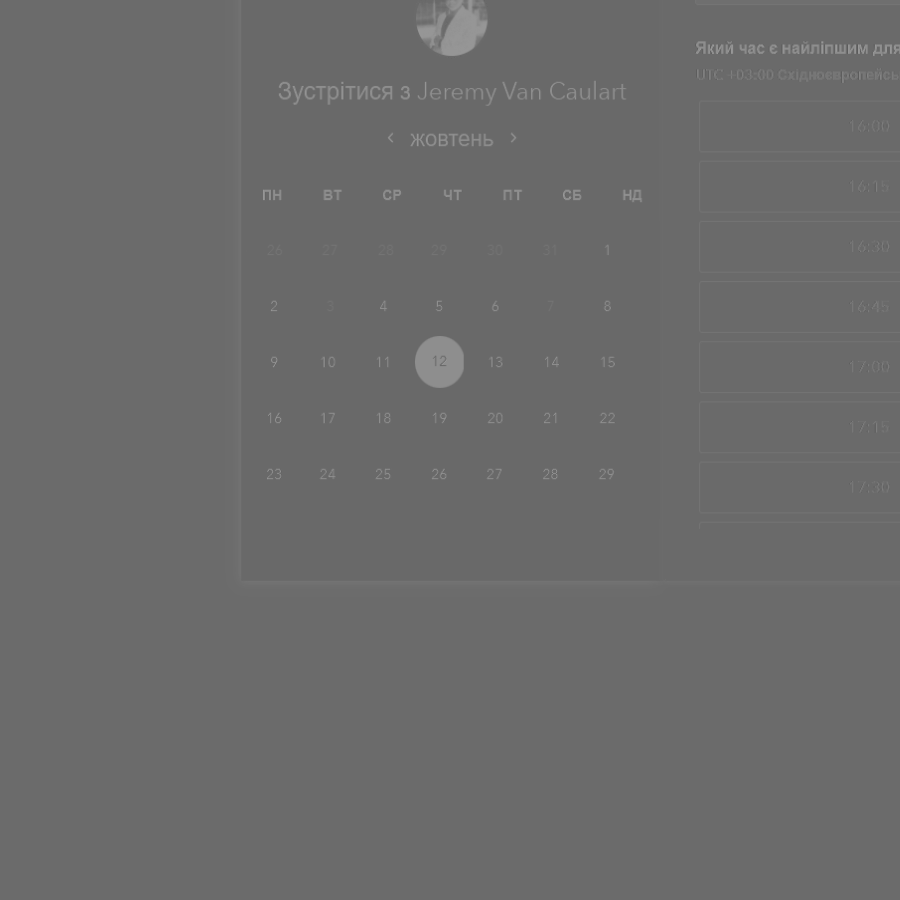 Зустрітися з Jeremy Van Caulart
жовтень
ПН ВТ СР ЧТ ПТ СБ НД
26 27 28 29 30 31 1
2 3 4 5 6 7 8
9 10 11 12 13 14 15
16 17 18 19 20 21 22
23 24 25 26 27 28 29
Який час є найліпшим для
UTC +03:00 Східноєвропейсь
16:00
16:15
16:30
16:45
17:00
17:15
17:30